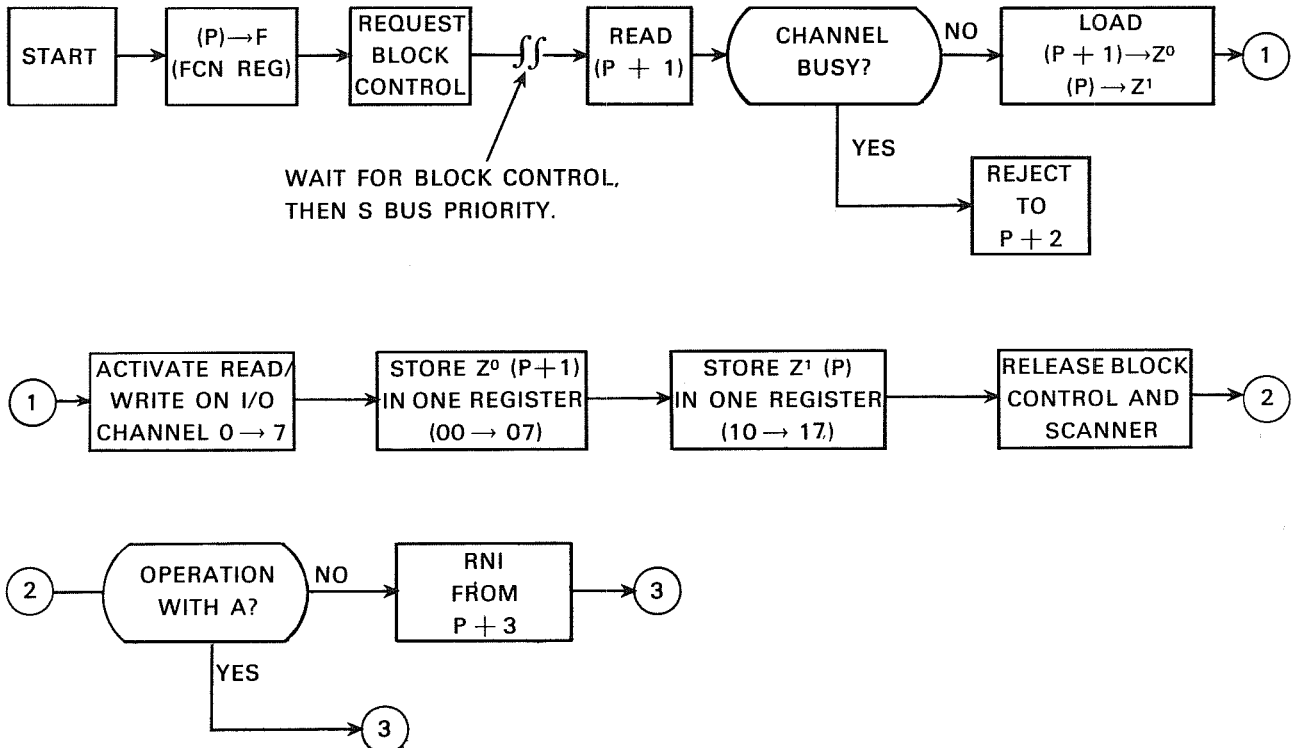 START
(P)→F
(FCN REG)
REQUEST
BLOCK
CONTROL
READ
(P + 1)
CHANNEL
BUSY?
NO
LOAD
(P + 1)→Z⁰
(P)→Z¹
1
WAIT FOR BLOCK CONTROL,
THEN S BUS PRIORITY.
YES
REJECT
TO
P + 2
1
ACTIVATE READ/
WRITE ON I/O
CHANNEL 0→7
STORE Z⁰ (P+1)
IN ONE REGISTER
(00→07)
STORE Z¹ (P)
IN ONE REGISTER
(10→17)
RELEASE BLOCK
CONTROL AND
SCANNER
2
2
OPERATION
WITH A?
NO
RNI
FROM
P + 3
3
YES
3